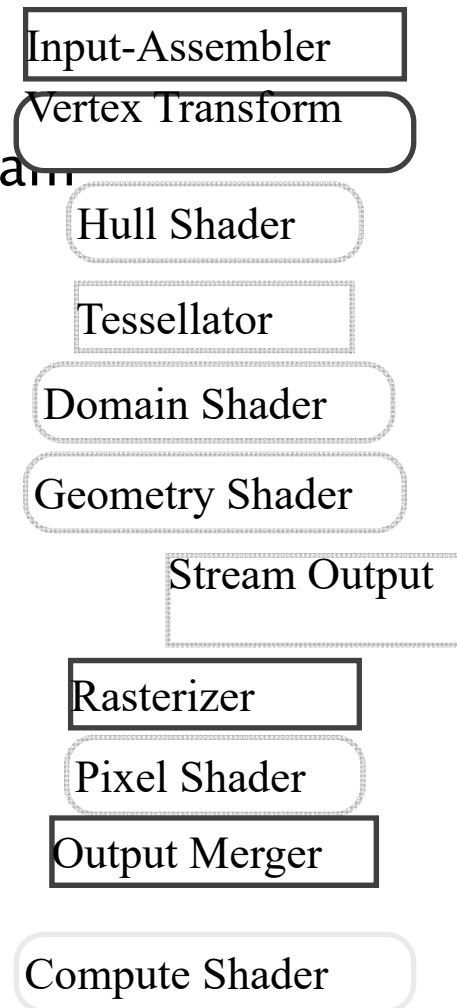 Input-Assembler
Vertex Transform
Hull Shader
Tessellator
Domain Shader
Geometry Shader
Stream Output
Rasterizer
Pixel Shader
Output Merger
Compute Shader